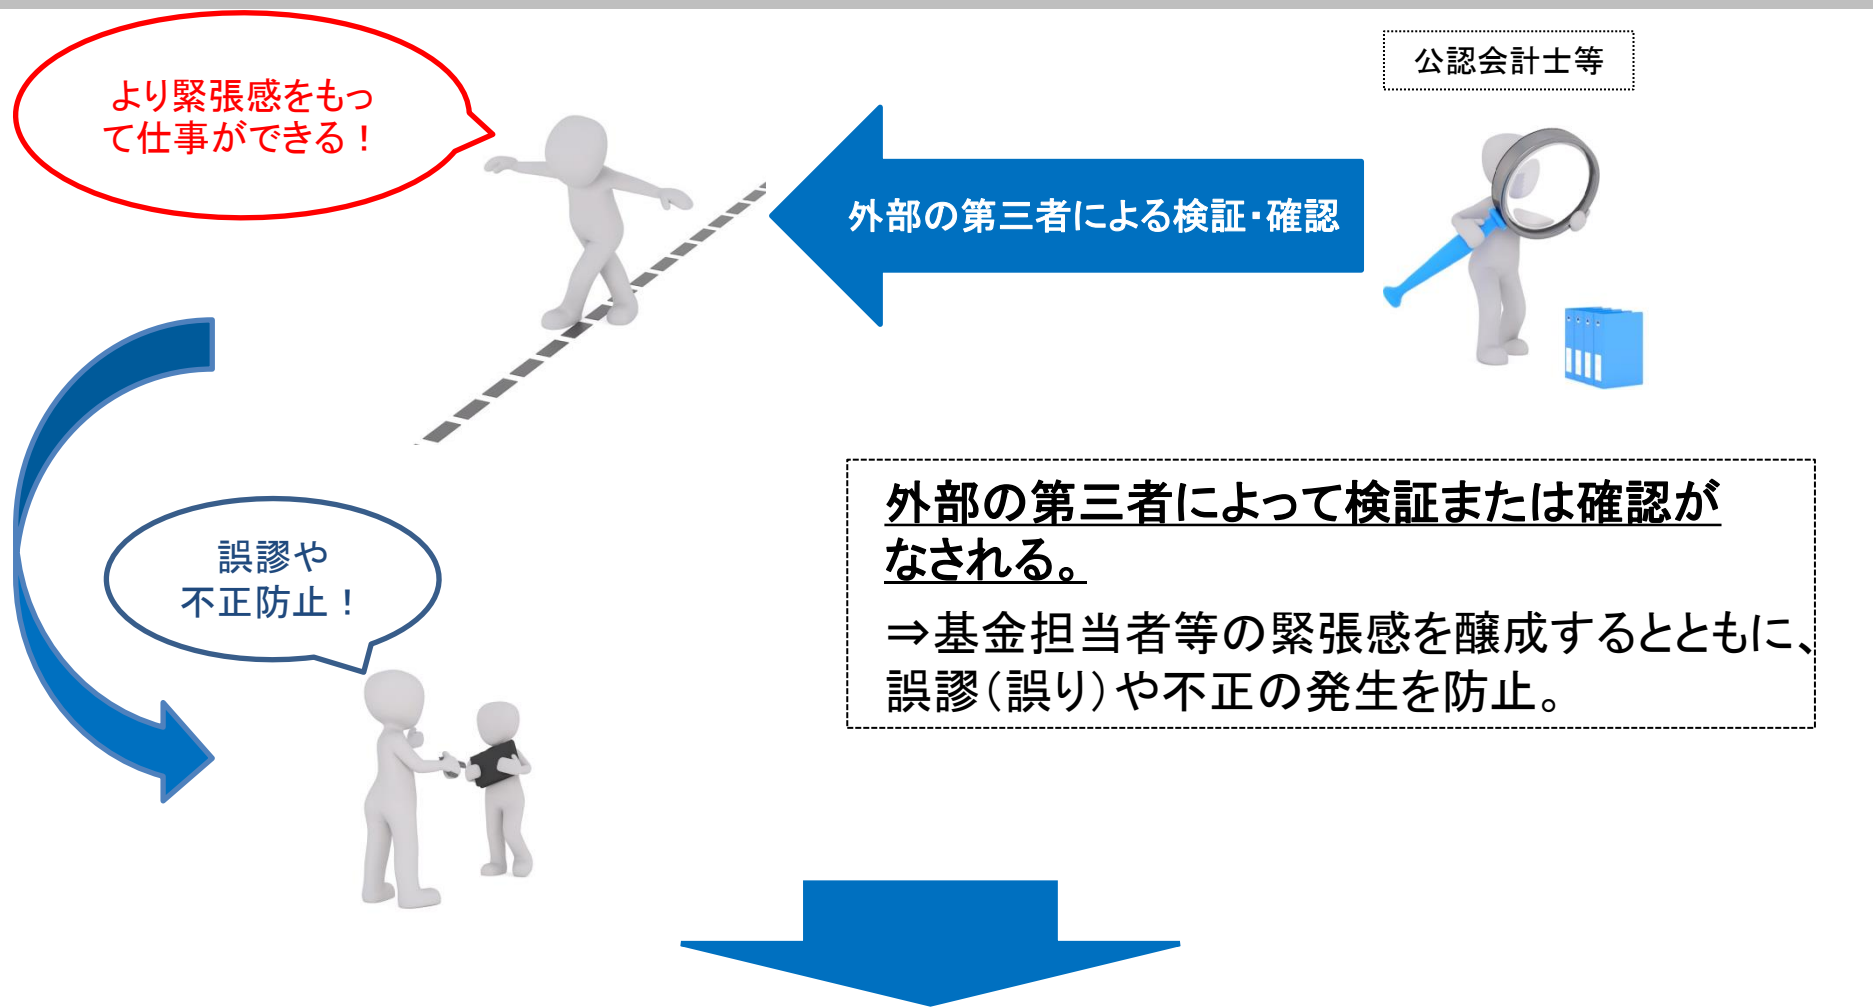 より緊張感をもっ
て仕事ができる！
公認会計士等
外部の第三者による検証・確認
誤謬や
不正防止！
外部の第三者によって検証または確認が
なされる。
⇒基金担当者等の緊張感を醸成するとともに、
誤謬（誤り）や不正の発生を防止。